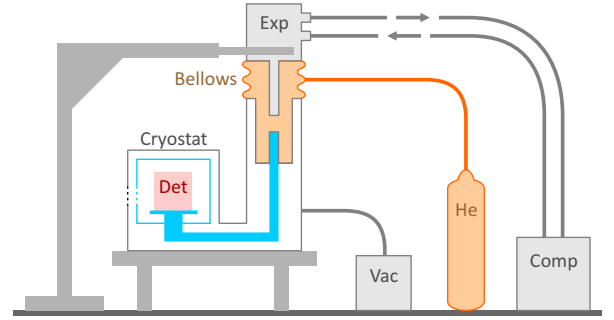 Exp
Bellows
Cryostat
Det
He
Vac
Comp